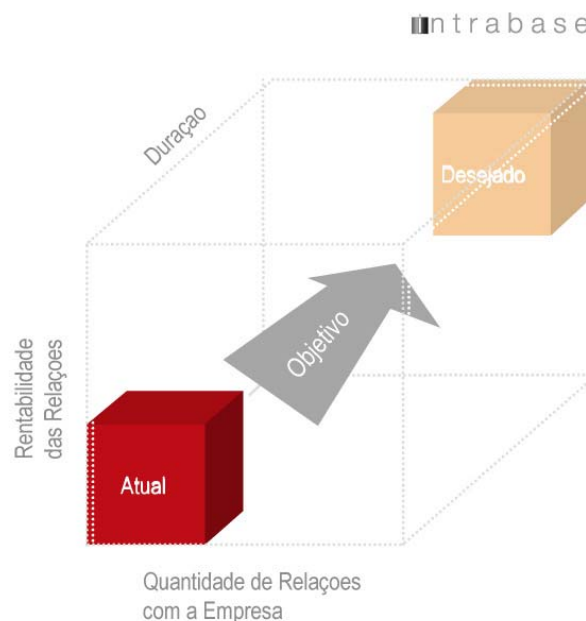 intrabase
Duraçao
Desejado
Objetivo
Rentabilidade
das Relaçoes
Atual
Quantidade de Relaçoes
com a Empresa